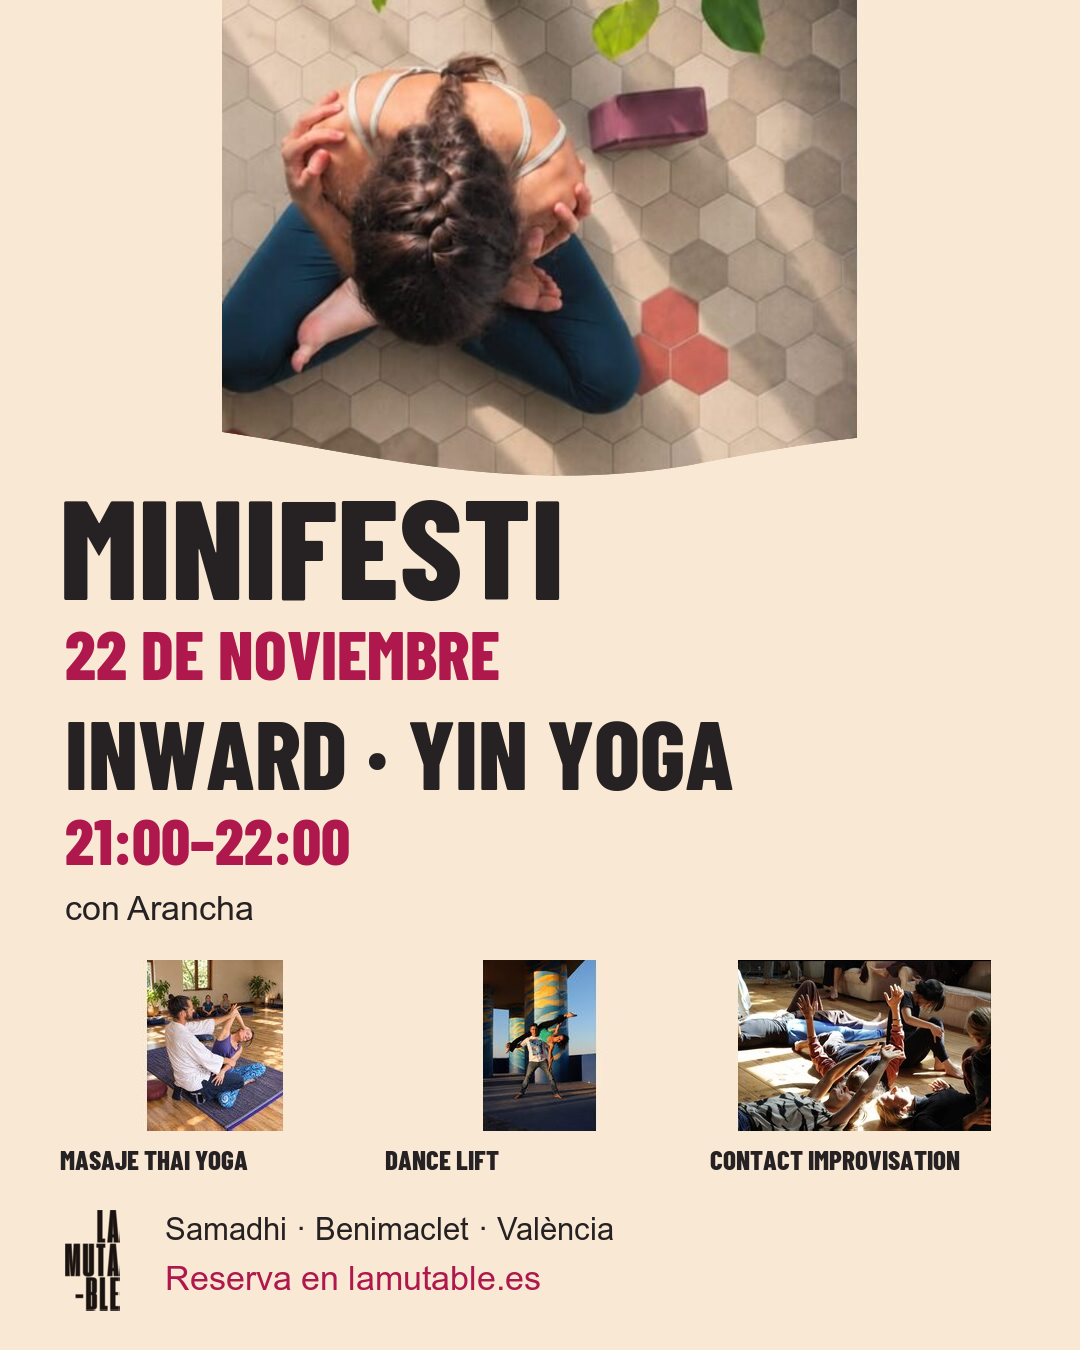 MINIFESTI
22 DE NOVIEMBRE
INWARD · YIN YOGA
21:00–22:00
con Arancha
MASAJE THAI YOGA
DANCE LIFT
CONTACT IMPROVISATION
LA
MUTA
-BLE
Samadhi · Benimaclet · València
Reserva en lamutable.es